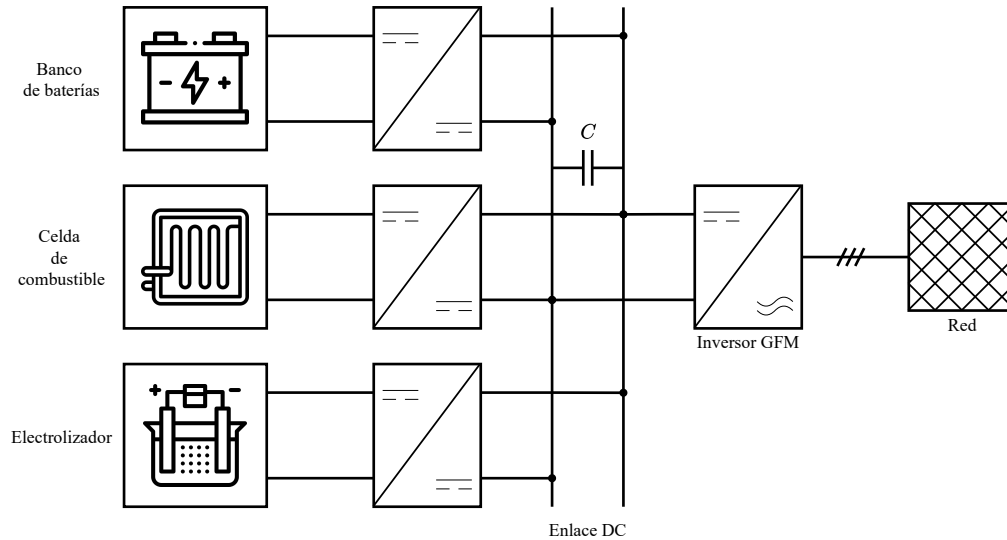 Banco
de baterías
C
Celda
de
combustible
Inversor GFM
Red
Electrolizador
Enlace DC